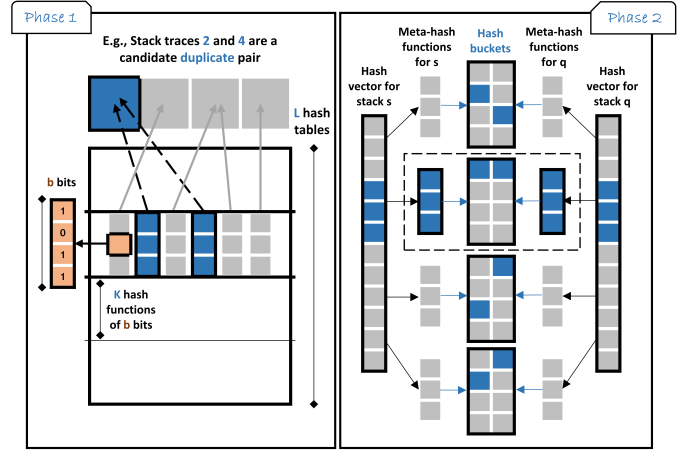 Phase 1
E.g., Stack traces 2 and 4 are a
candidate duplicate pair
L hash
tables
b bits
1
0
1
1
K hash
functions
of b bits
Phase 2
Meta-hash
functions
for s
Hash
buckets
Meta-hash
functions
for q
Hash
vector for
stack s
Hash
vector for
stack q